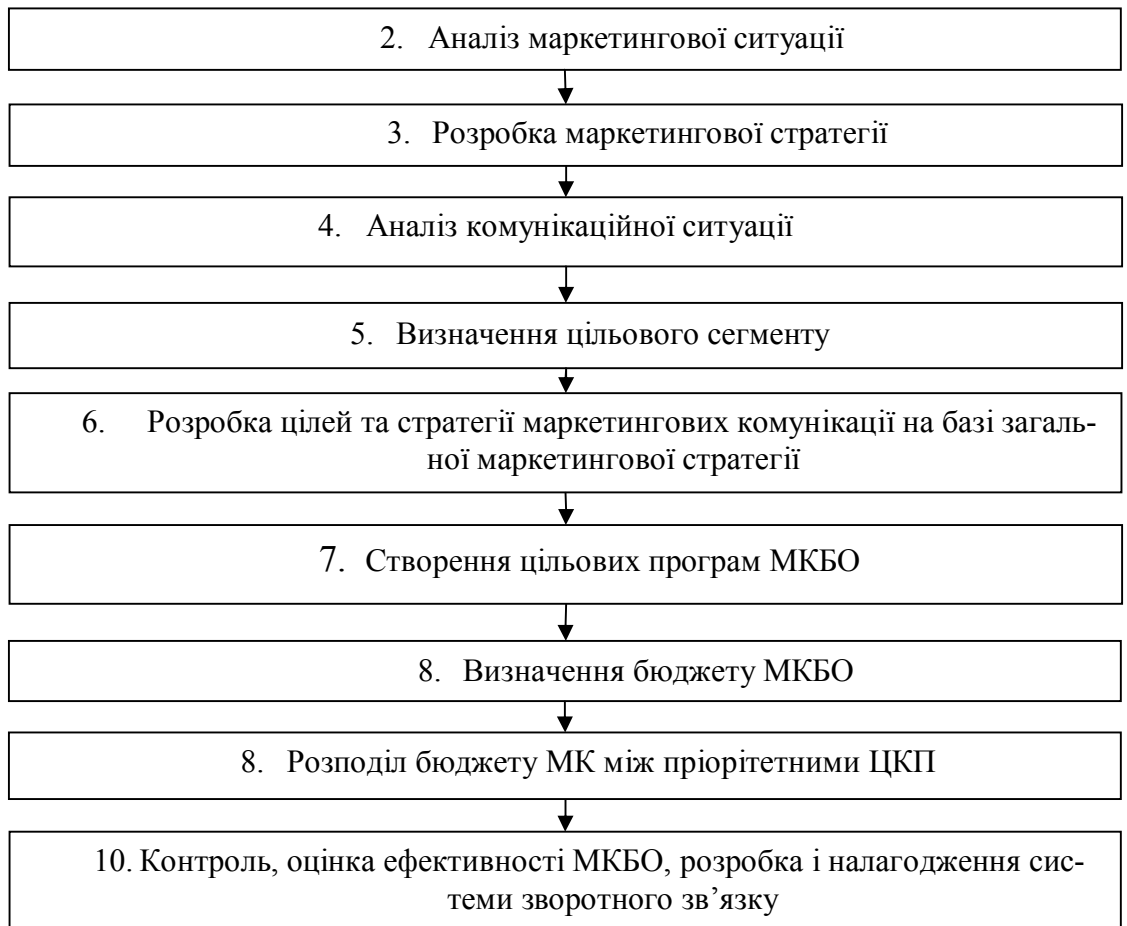 2. Аналіз маркетингової ситуації
3. Розробка маркетингової стратегії
4. Аналіз комунікаційної ситуації
5. Визначення цільового сегменту
6. Розробка цілей та стратегії маркетингових комунікації на базі загаль-
ної маркетингової стратегії
7. Створення цільових програм МКБО
8. Визначення бюджету МКБО
8. Розподіл бюджету МК між пріорітетними ЦКП
10. Контроль, оцінка ефективності МКБО, розробка і налагодження сис-
теми зворотного зв’язку